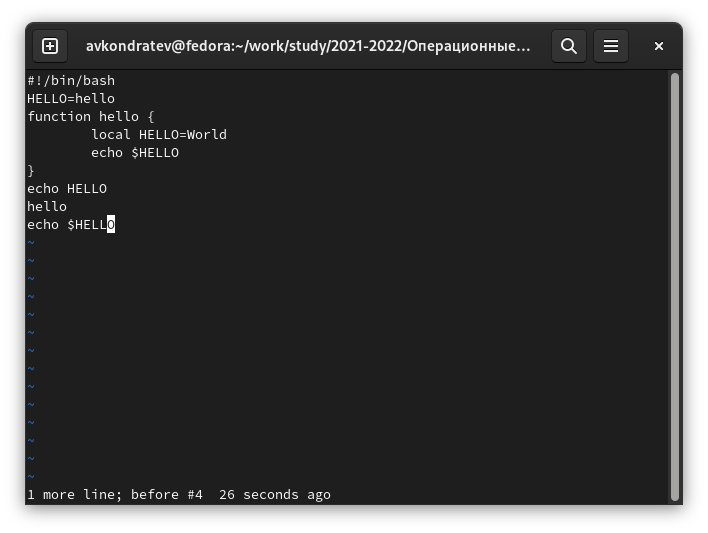 avkondratev@fedora:~/work/study/2021-2022/Операционные...
#!/bin/bash
HELLO=hello
function hello {
        local HELLO=World
        echo $HELLO
}
echo HELLO
hello
echo $HELLO
~
~
~
~
~
~
~
~
~
~
~
~
~
~
1 more line; before #4  26 seconds ago